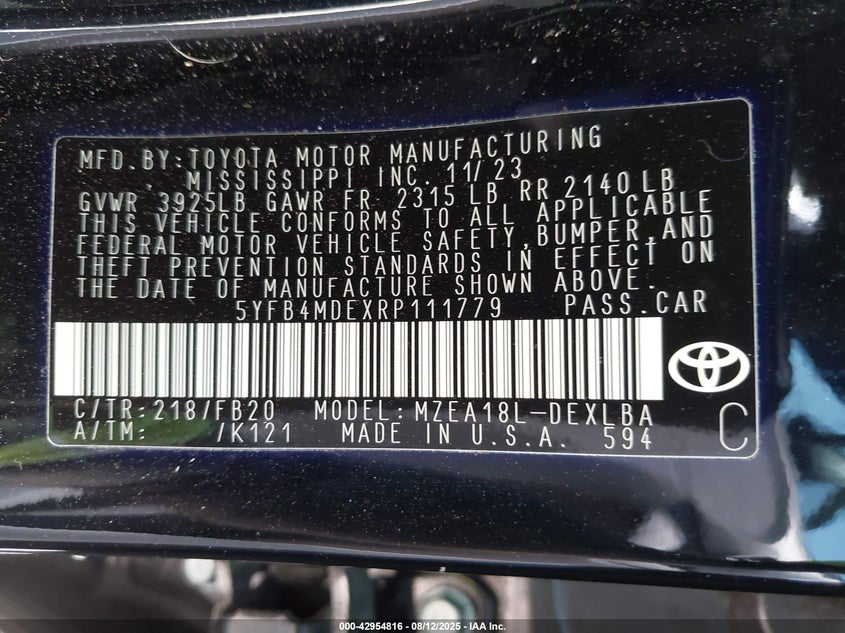 MFD.BY:TOYOTA MOTOR MANUFACTURING
MISSISSIPPI INC. 11/23
GVWR 3925LB GAWR FR 2315 LB RR 2140 LB
THIS VEHICLE CONFORMS TO ALL APPLICABLE
FEDERAL MOTOR VEHICLE SAFETY,BUMPER,AND
THEFT PREVENTION STANDARDS IN EFFECT ON
THE DATE OF MANUFACTURE SHOWN ABOVE.
5YFB4MDEXRP111779 PASS.CAR
C/TR:218/FB20 MODEL:MZEA18L-DEXLBA
A/TM: /K121 MADE IN U.S.A. 594
C
000-42954816 - 08/12/2025 - IAA Inc.